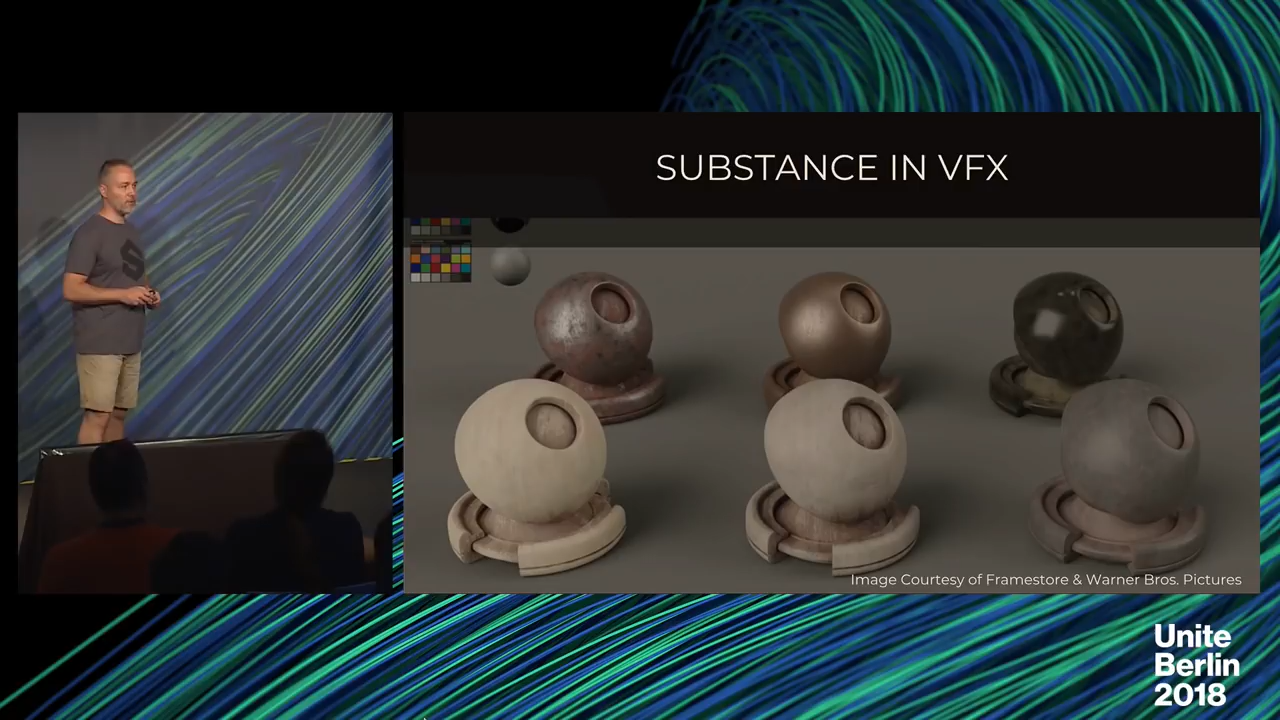 SUBSTANCE IN VFX
Image Courtesy of Framestore & Warner Bros. Pictures
Unite
Berlin
2018